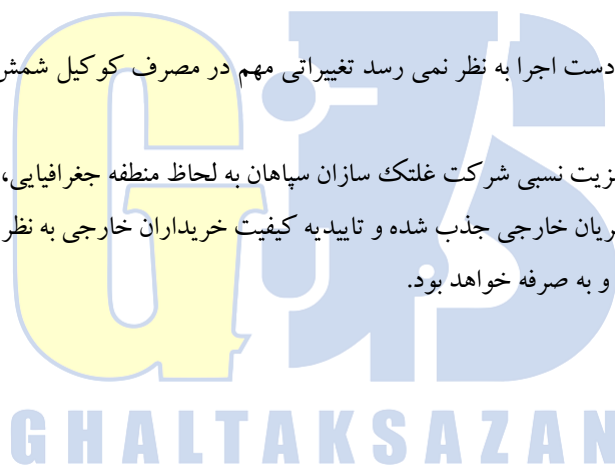 دست اجرا به نظر نمی رسد تغییراتی مهم در مصرف کوکیل شمش
زیت نسبی شرکت غلتک سازان سپاهان به لحاظ منطفه جغرافیایی،
ریان خارجی جذب شده و تاییدیه کیفیت خریداران خارجی به نظر
و به صرفه خواهد بود.
GHALTAKSAZAN